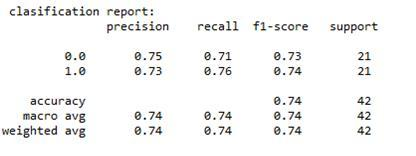 clasification report:
precision recall f1-score support
0.0 0.75 0.71 0.73 21
1.0 0.73 0.76 0.74 21
accuracy 0.74 42
macro avg 0.74 0.74 0.74 42
weighted avg 0.74 0.74 0.74 42